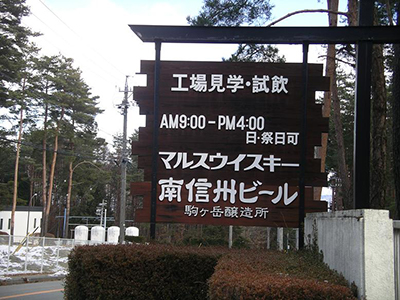 工場見学・試飲
AM9:00－PM4:00
日・祭日可
マルスウイスキー
南信州ビール
駒ヶ岳醸造所